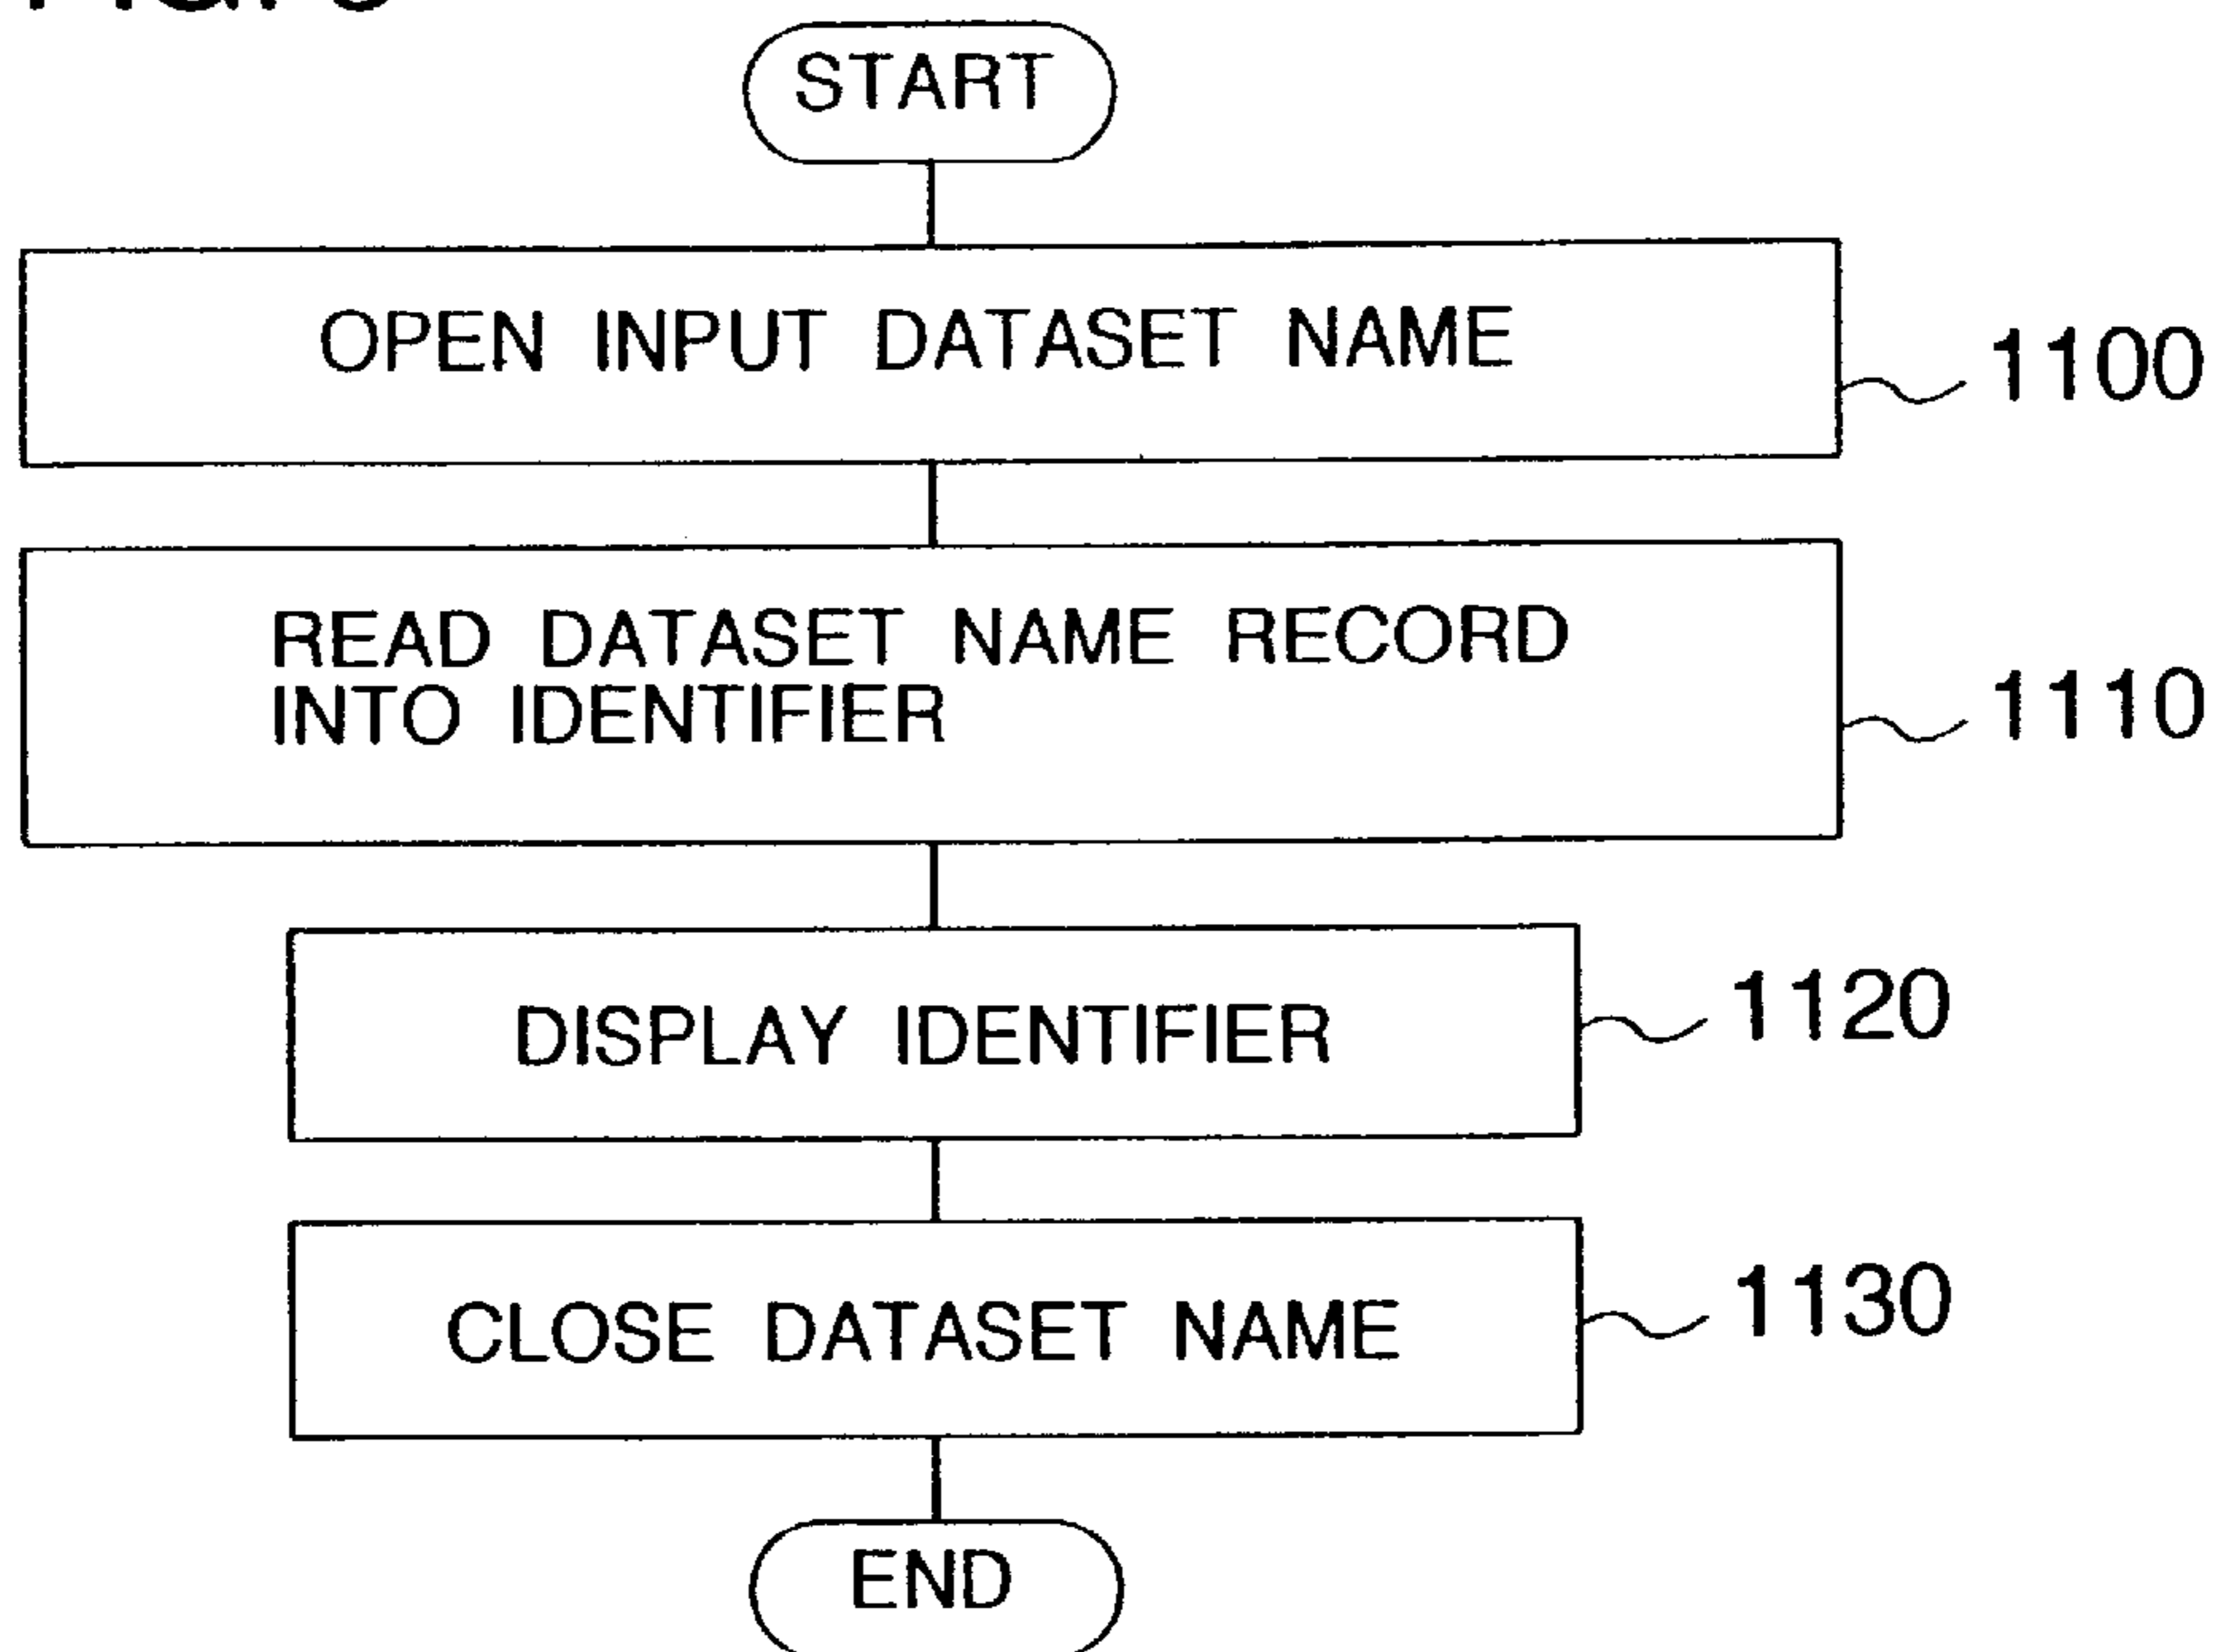 START
OPEN INPUT DATASET NAME
1100
READ DATASET NAME RECORD
INTO IDENTIFIER
1110
DISPLAY IDENTIFIER
1120
CLOSE DATASET NAME
1130
END